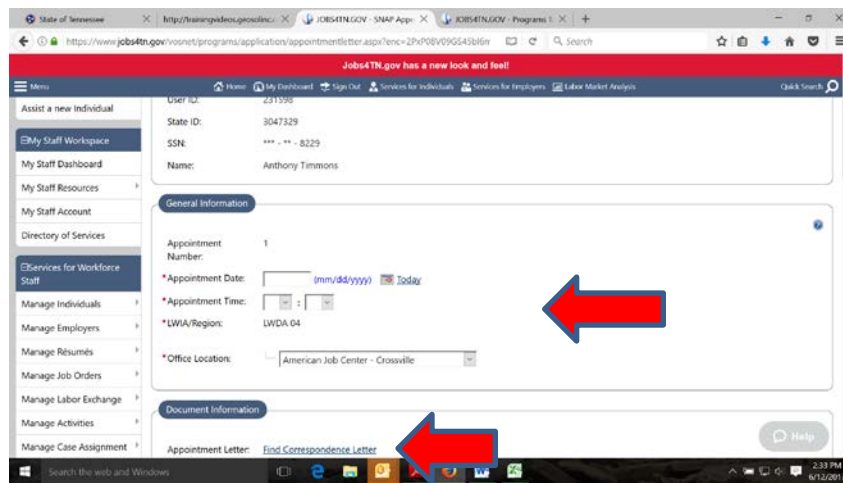 State of Tennessee
http://trainingvideos.geosolinc./
JOBS4TN.GOV - SNAP Appo
JOBS4TN.GOV - Programs
https://www.jobs4tn.gov/vosnet/programs/application/appointmentletter.aspx?enc=
Search
Jobs4TN.gov has a new look and feel!
Menu
Home My Dashboard Sign Out Services for Individuals Services for Employers Labor Market Analysis Quick Search
Assist a new Individual
My Staff Workspace
My Staff Dashboard
My Staff Resources
My Staff Account
Directory of Services
Services for Workforce
Staff
Manage Individuals
Manage Employers
Manage Résumés
Manage Job Orders
Manage Labor Exchange
Manage Activities
Manage Case Assignment
User ID: 231598
State ID: 3047329
SSN: *** - ** - 8229
Name: Anthony Timmons
General Information
Appointment
Number: 1
*Appointment Date: (mm/dd/yyyy) Today
*Appointment Time: :
*LWIA/Region: LWDA 04
*Office Location: American Job Center - Crossville
Document Information
Appointment Letter: Find Correspondence Letter
Help
Search the web and Windows
2:33 PM
6/12/201